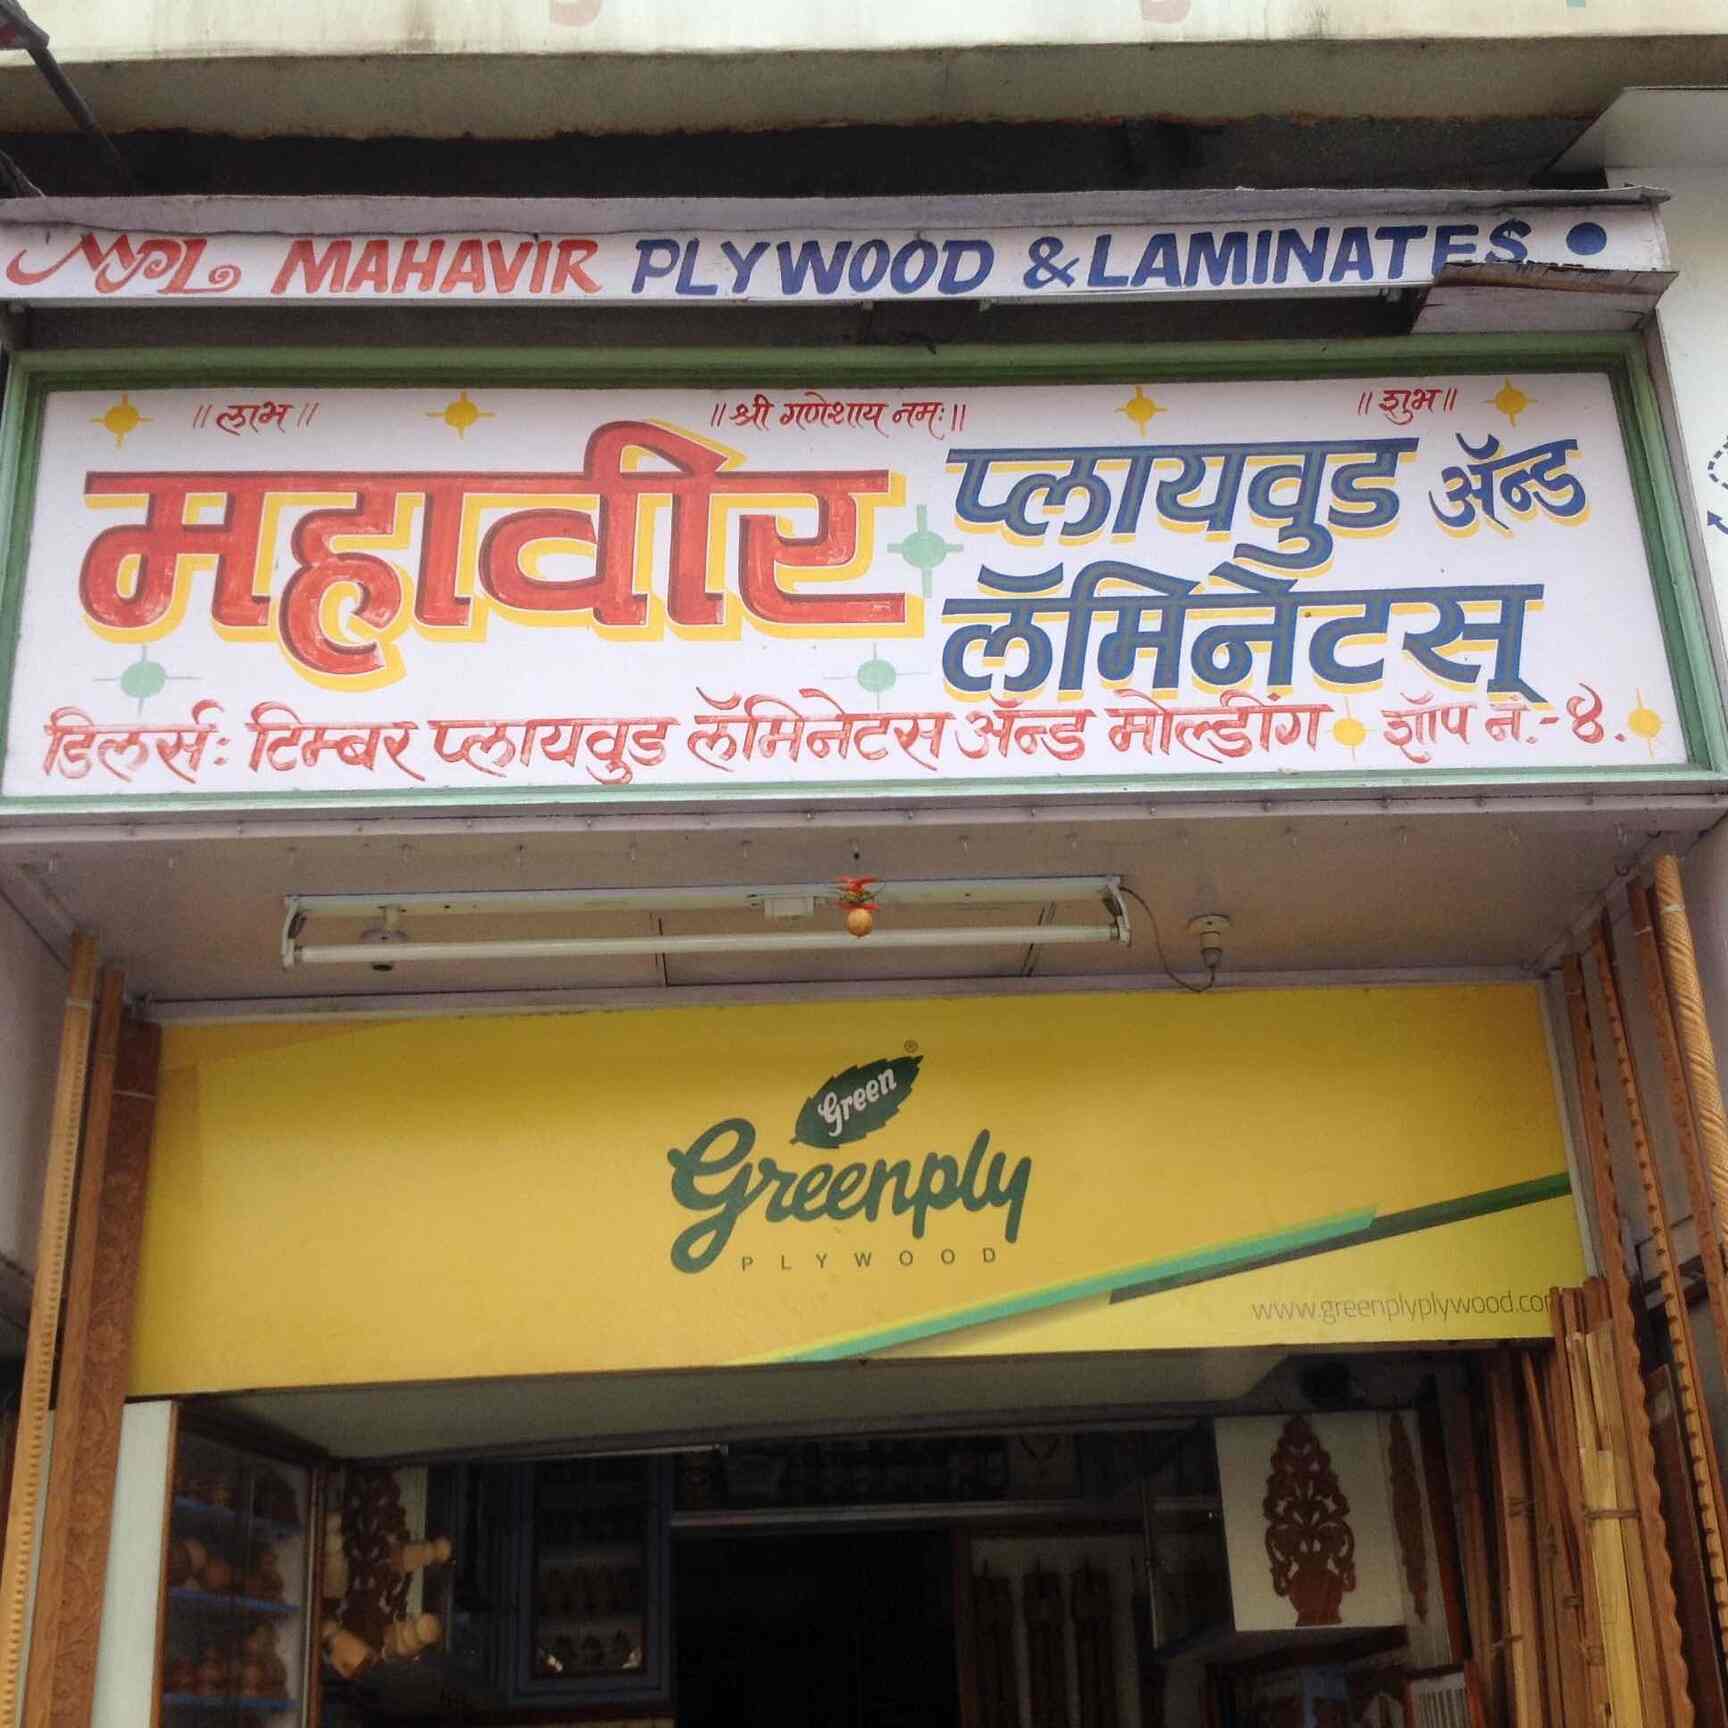 MPL MAHAVIR PLYWOOD & LAMINATES
॥ लाभ ॥ ॥ श्री गणेशाय नमः ॥ ॥ शुभ ॥
महावीर प्लायवुड ॲन्ड
लॅमिनेटस्
डिलर्स: टिम्बर प्लायवुड लॅमिनेटस ॲन्ड मोल्डींग शॉप नं.-४.
Green
Greenply
PLYWOOD
www.greenplyplywood.com